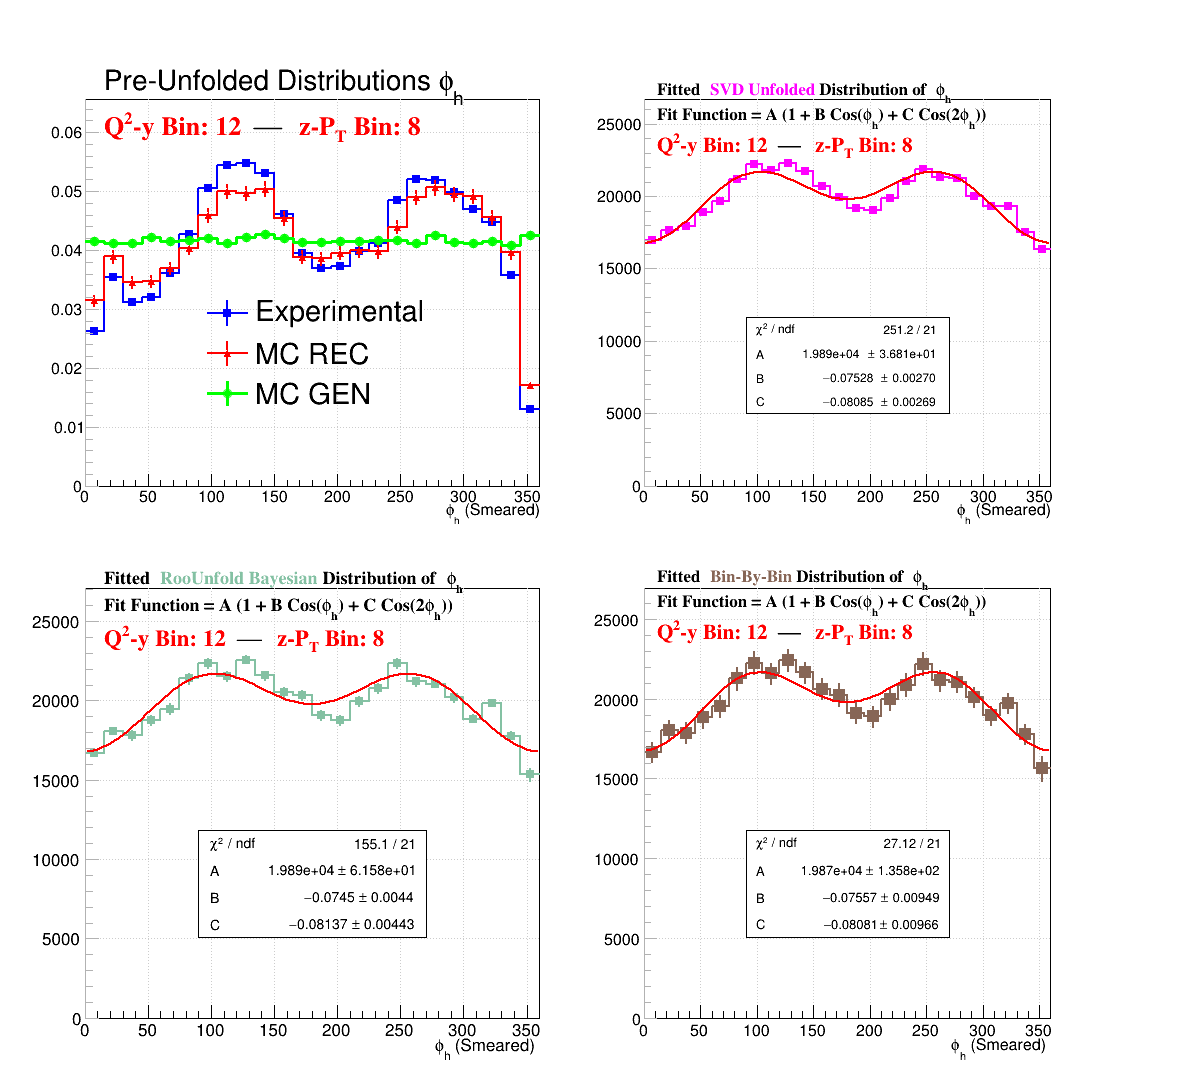 Pre-Unfolded Distributions ϕh
Q2-y Bin: 12 — z-PT Bin: 8
0.06
0.05
0.04
0.03
0.02
0.01
0
Experimental
MC REC
MC GEN
0 50 100 150 200 250 300 350
ϕh (Smeared)
Fitted SVD Unfolded Distribution of ϕh
Fit Function = A (1 + B Cos(ϕh) + C Cos(2ϕh))
Q2-y Bin: 12 — z-PT Bin: 8
25000
20000
15000
10000
5000
0
χ2 / ndf 251.2 / 21
A 1.989e+04 ± 3.681e+01
B −0.07528 ± 0.00270
C −0.08085 ± 0.00269
0 50 100 150 200 250 300 350
ϕh (Smeared)
Fitted RooUnfold Bayesian Distribution of ϕh
Fit Function = A (1 + B Cos(ϕh) + C Cos(2ϕh))
Q2-y Bin: 12 — z-PT Bin: 8
25000
20000
15000
10000
5000
0
χ2 / ndf 155.1 / 21
A 1.989e+04 ± 6.158e+01
B −0.0745 ± 0.0044
C −0.08137 ± 0.00443
0 50 100 150 200 250 300 350
ϕh (Smeared)
Fitted Bin-By-Bin Distribution of ϕh
Fit Function = A (1 + B Cos(ϕh) + C Cos(2ϕh))
Q2-y Bin: 12 — z-PT Bin: 8
25000
20000
15000
10000
5000
0
χ2 / ndf 27.12 / 21
A 1.987e+04 ± 1.358e+02
B −0.07557 ± 0.00949
C −0.08081 ± 0.00966
0 50 100 150 200 250 300 350
ϕh (Smeared)